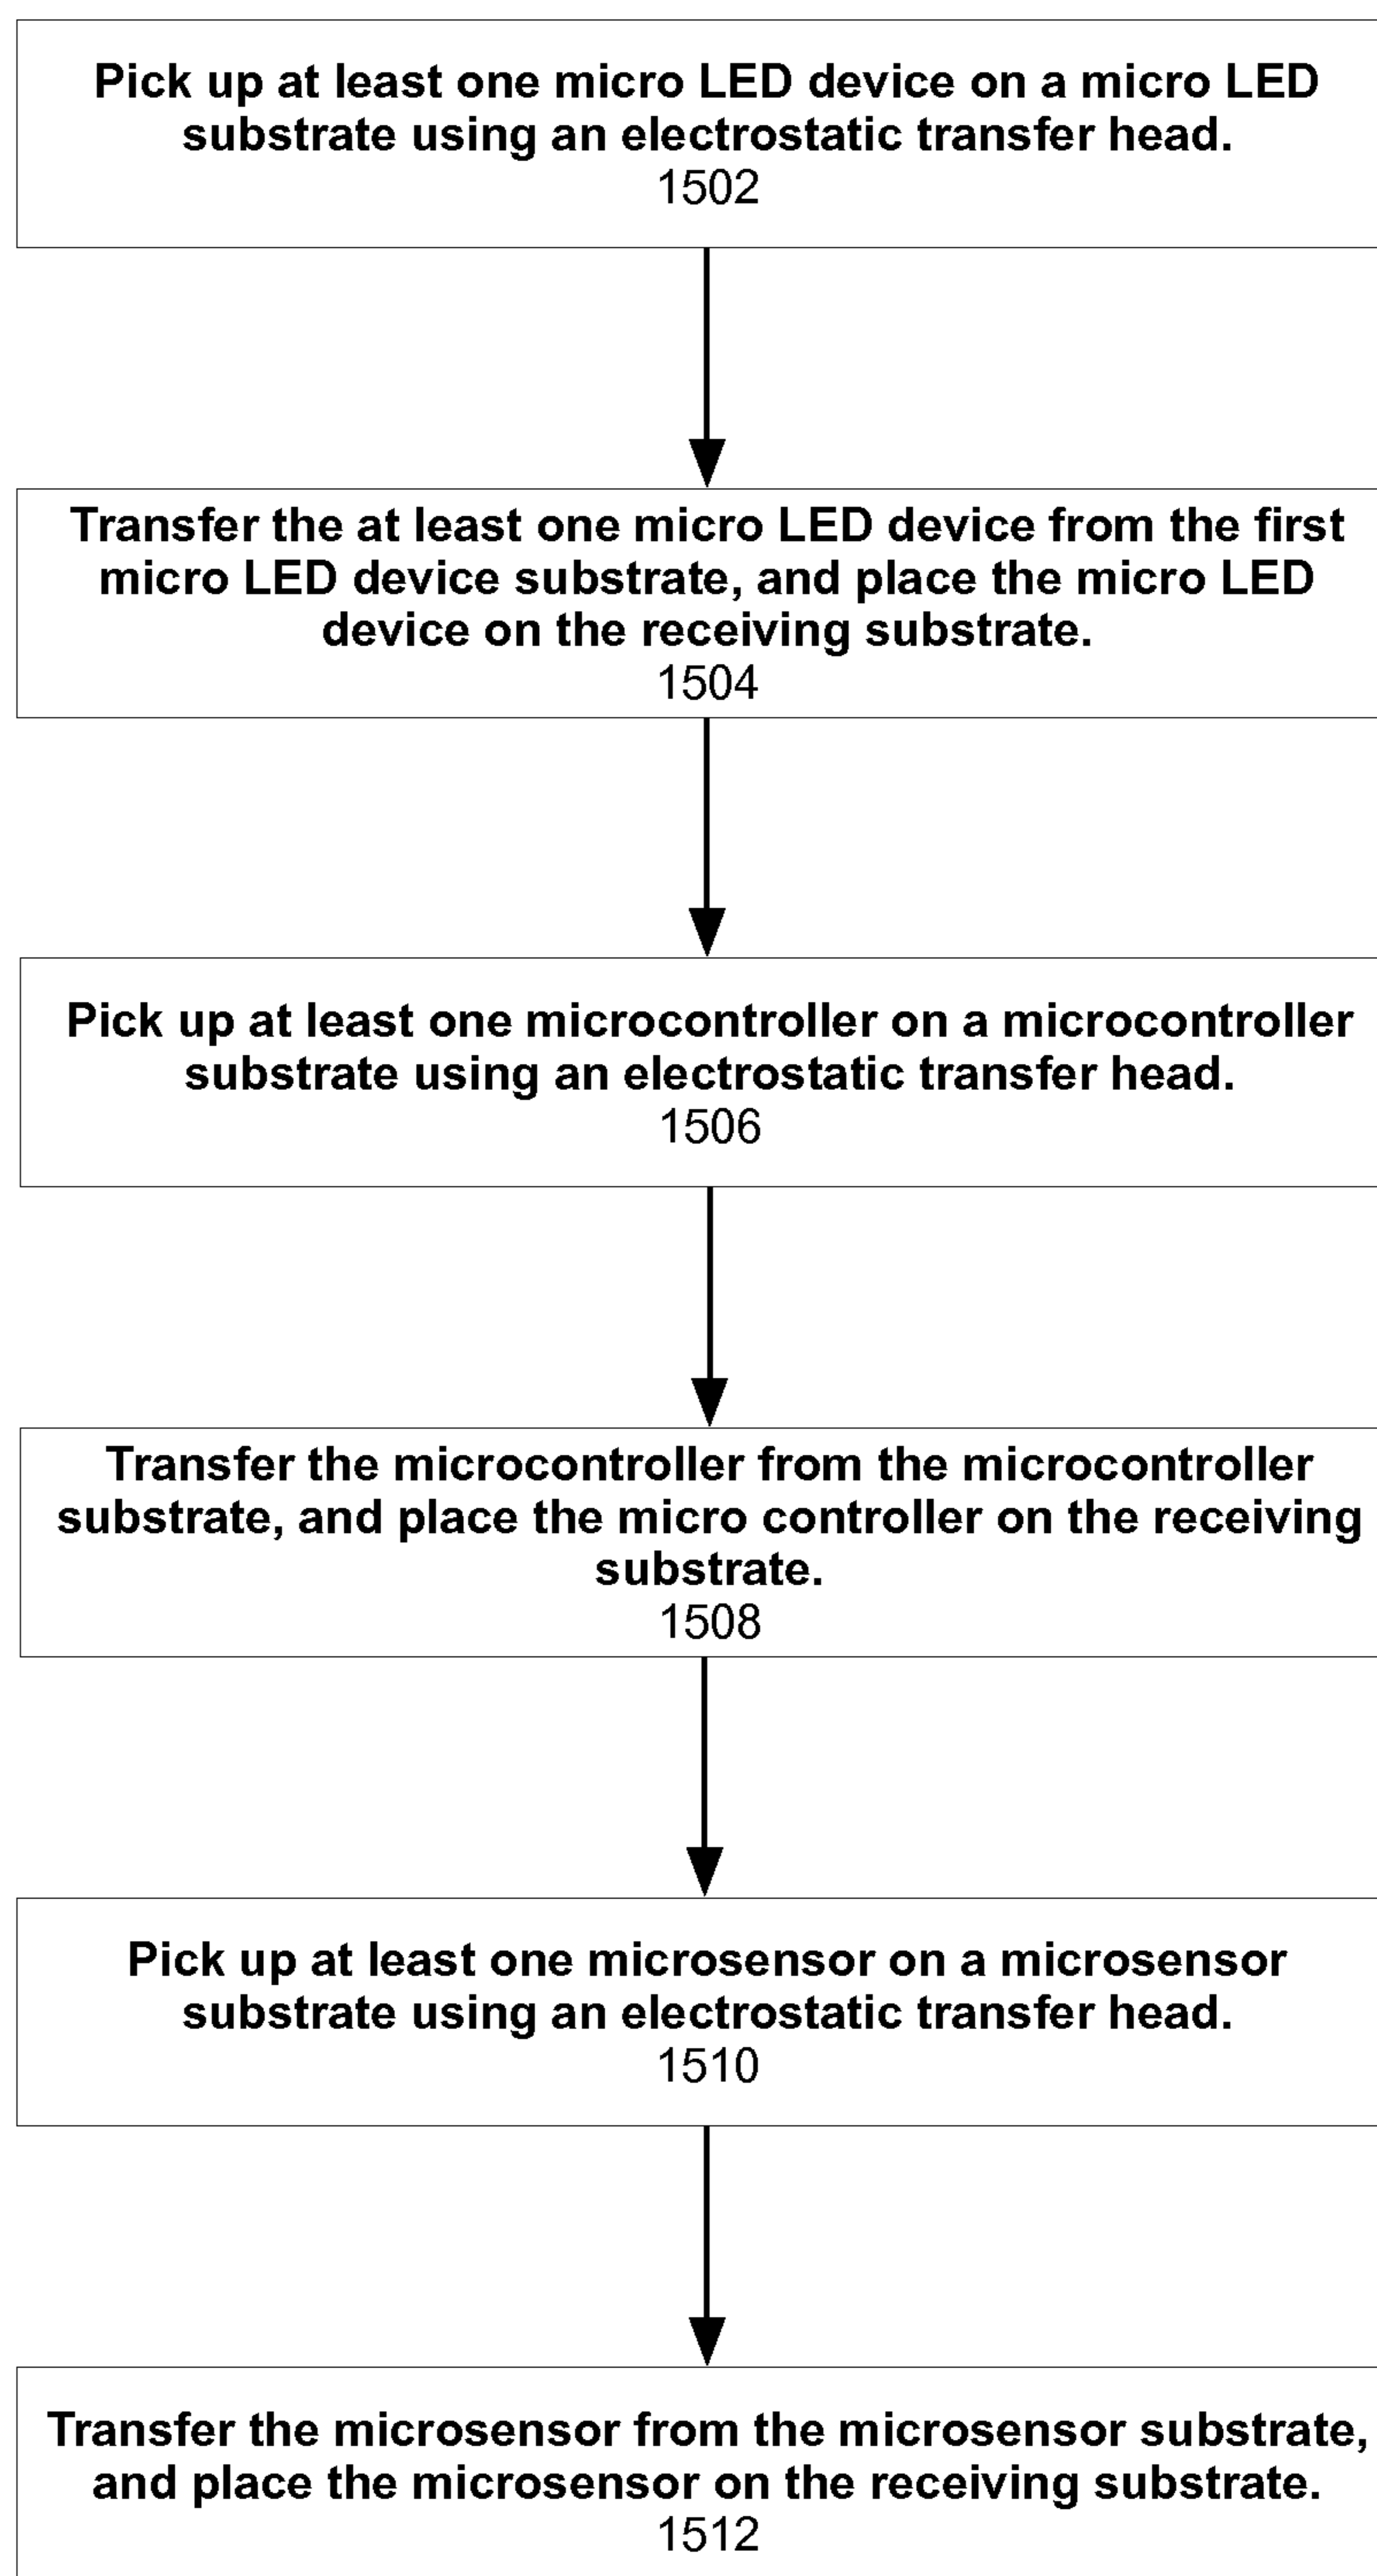 Pick up at least one micro LED device on a micro LED
substrate using an electrostatic transfer head.
1502
Transfer the at least one micro LED device from the first
micro LED device substrate, and place the micro LED
device on the receiving substrate.
1504
Pick up at least one microcontroller on a microcontroller
substrate using an electrostatic transfer head.
1506
Transfer the microcontroller from the microcontroller
substrate, and place the micro controller on the receiving
substrate.
1508
Pick up at least one microsensor on a microsensor
substrate using an electrostatic transfer head.
1510
Transfer the microsensor from the microsensor substrate,
and place the microsensor on the receiving substrate.
1512